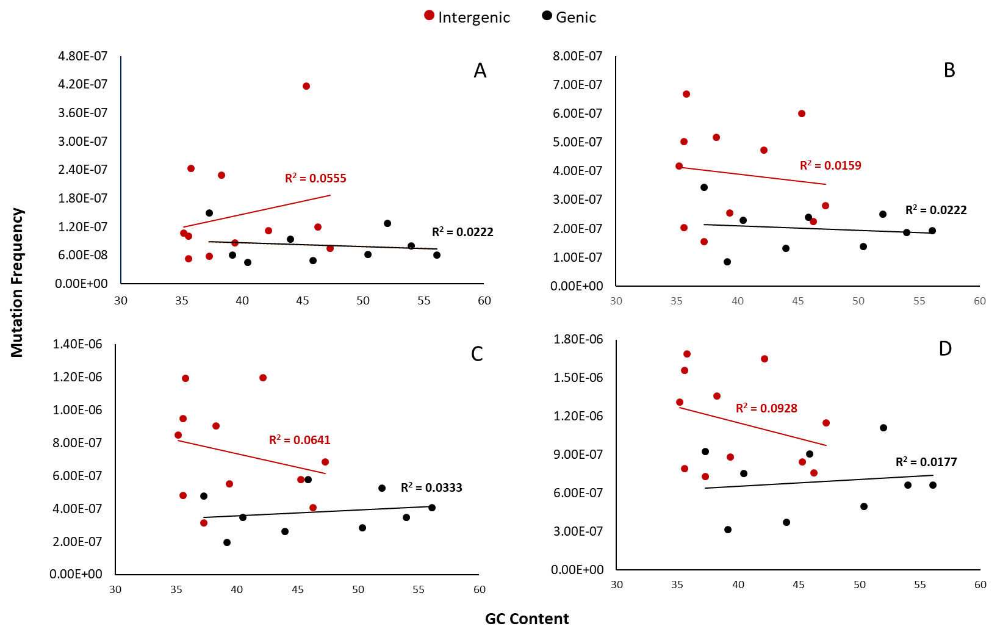 Intergenic Genic
A
4.80E-07
4.20E-07
3.60E-07
3.00E-07
2.40E-07
1.80E-07
1.20E-07
6.00E-08
0.00E+00
30 35 40 45 50 55 60
R² = 0.0555
R² = 0.0222
B
8.00E-07
7.00E-07
6.00E-07
5.00E-07
4.00E-07
3.00E-07
2.00E-07
1.00E-07
0.00E+00
30 35 40 45 50 55 60
R² = 0.0159
R² = 0.0222
Mutation Frequency
C
1.40E-06
1.20E-06
1.00E-06
8.00E-07
6.00E-07
4.00E-07
2.00E-07
0.00E+00
30 35 40 45 50 55 60
R² = 0.0641
R² = 0.0333
D
1.80E-06
1.50E-06
1.20E-06
9.00E-07
6.00E-07
3.00E-07
0.00E+00
30 35 40 45 50 55 60
R² = 0.0928
R² = 0.0177
GC Content